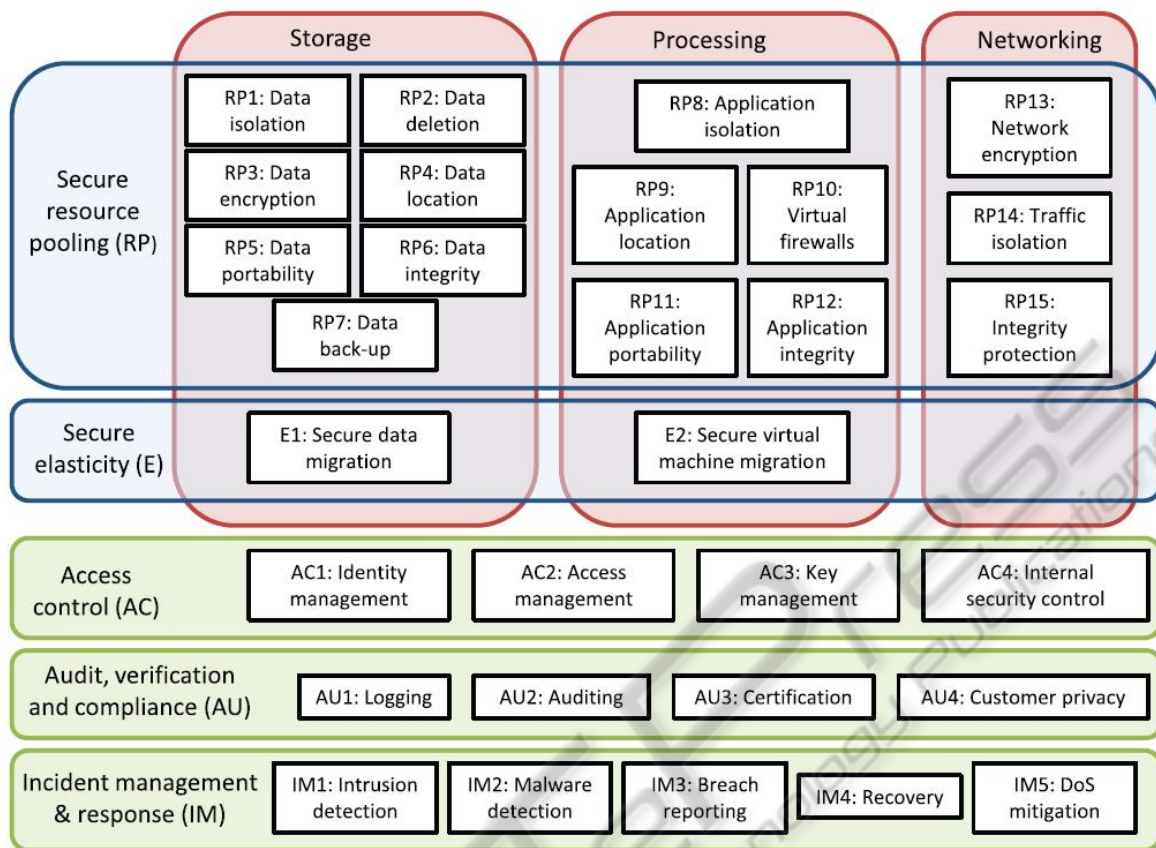 Storage
Processing
Networking
Secure
resource
pooling (RP)
RP1: Data
isolation
RP2: Data
deletion
RP3: Data
encryption
RP4: Data
location
RP5: Data
portability
RP6: Data
integrity
RP7: Data
back-up
RP8: Application
isolation
RP9:
Application
location
RP10:
Virtual
firewalls
RP11:
Application
portability
RP12:
Application
integrity
RP13:
Network
encryption
RP14: Traffic
isolation
RP15:
Integrity
protection
Secure
elasticity (E)
E1: Secure data
migration
E2: Secure virtual
machine migration
Access
control (AC)
AC1: Identity
management
AC2: Access
management
AC3: Key
management
AC4: Internal
security control
Audit, verification
and compliance (AU)
AU1: Logging
AU2: Auditing
AU3: Certification
AU4: Customer privacy
Incident management
& response (IM)
IM1: Intrusion
detection
IM2: Malware
detection
IM3: Breach
reporting
IM4: Recovery
IM5: DoS
mitigation